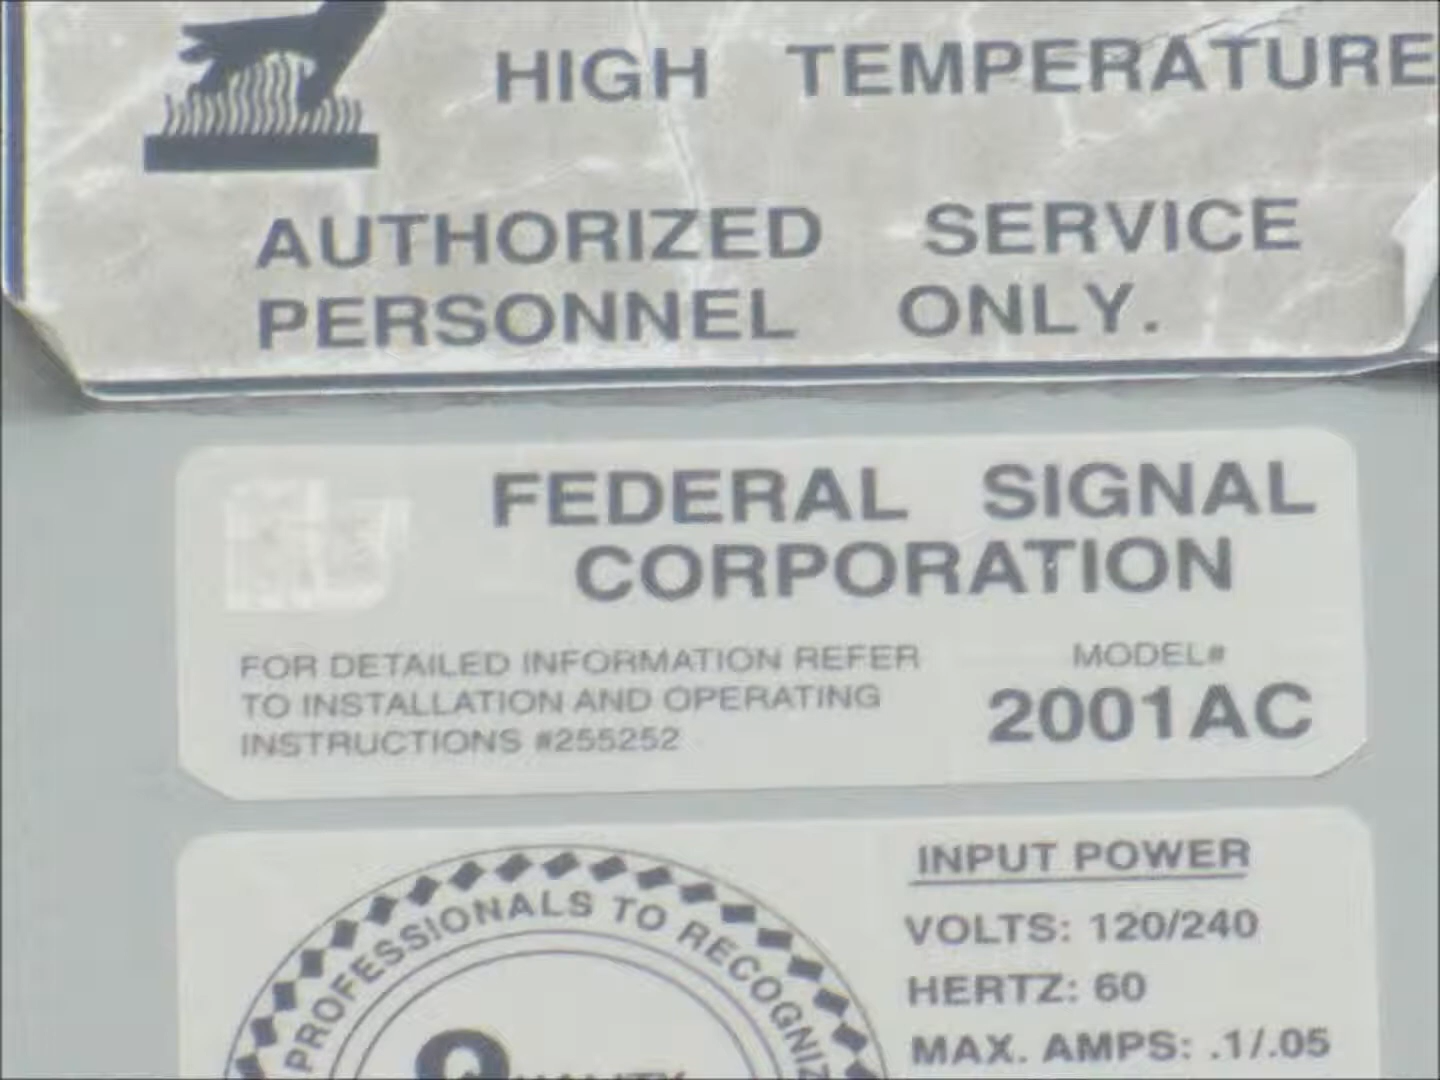 HIGH TEMPERATURE
AUTHORIZED SERVICE
PERSONNEL ONLY.
FEDERAL SIGNAL
CORPORATION
FOR DETAILED INFORMATION REFER
TO INSTALLATION AND OPERATING
INSTRUCTIONS #255252
MODEL#
2001AC
PROFESSIONALS TO RECOGNIZ
INPUT POWER
VOLTS: 120/240
HERTZ: 60
MAX. AMPS: .1/.05